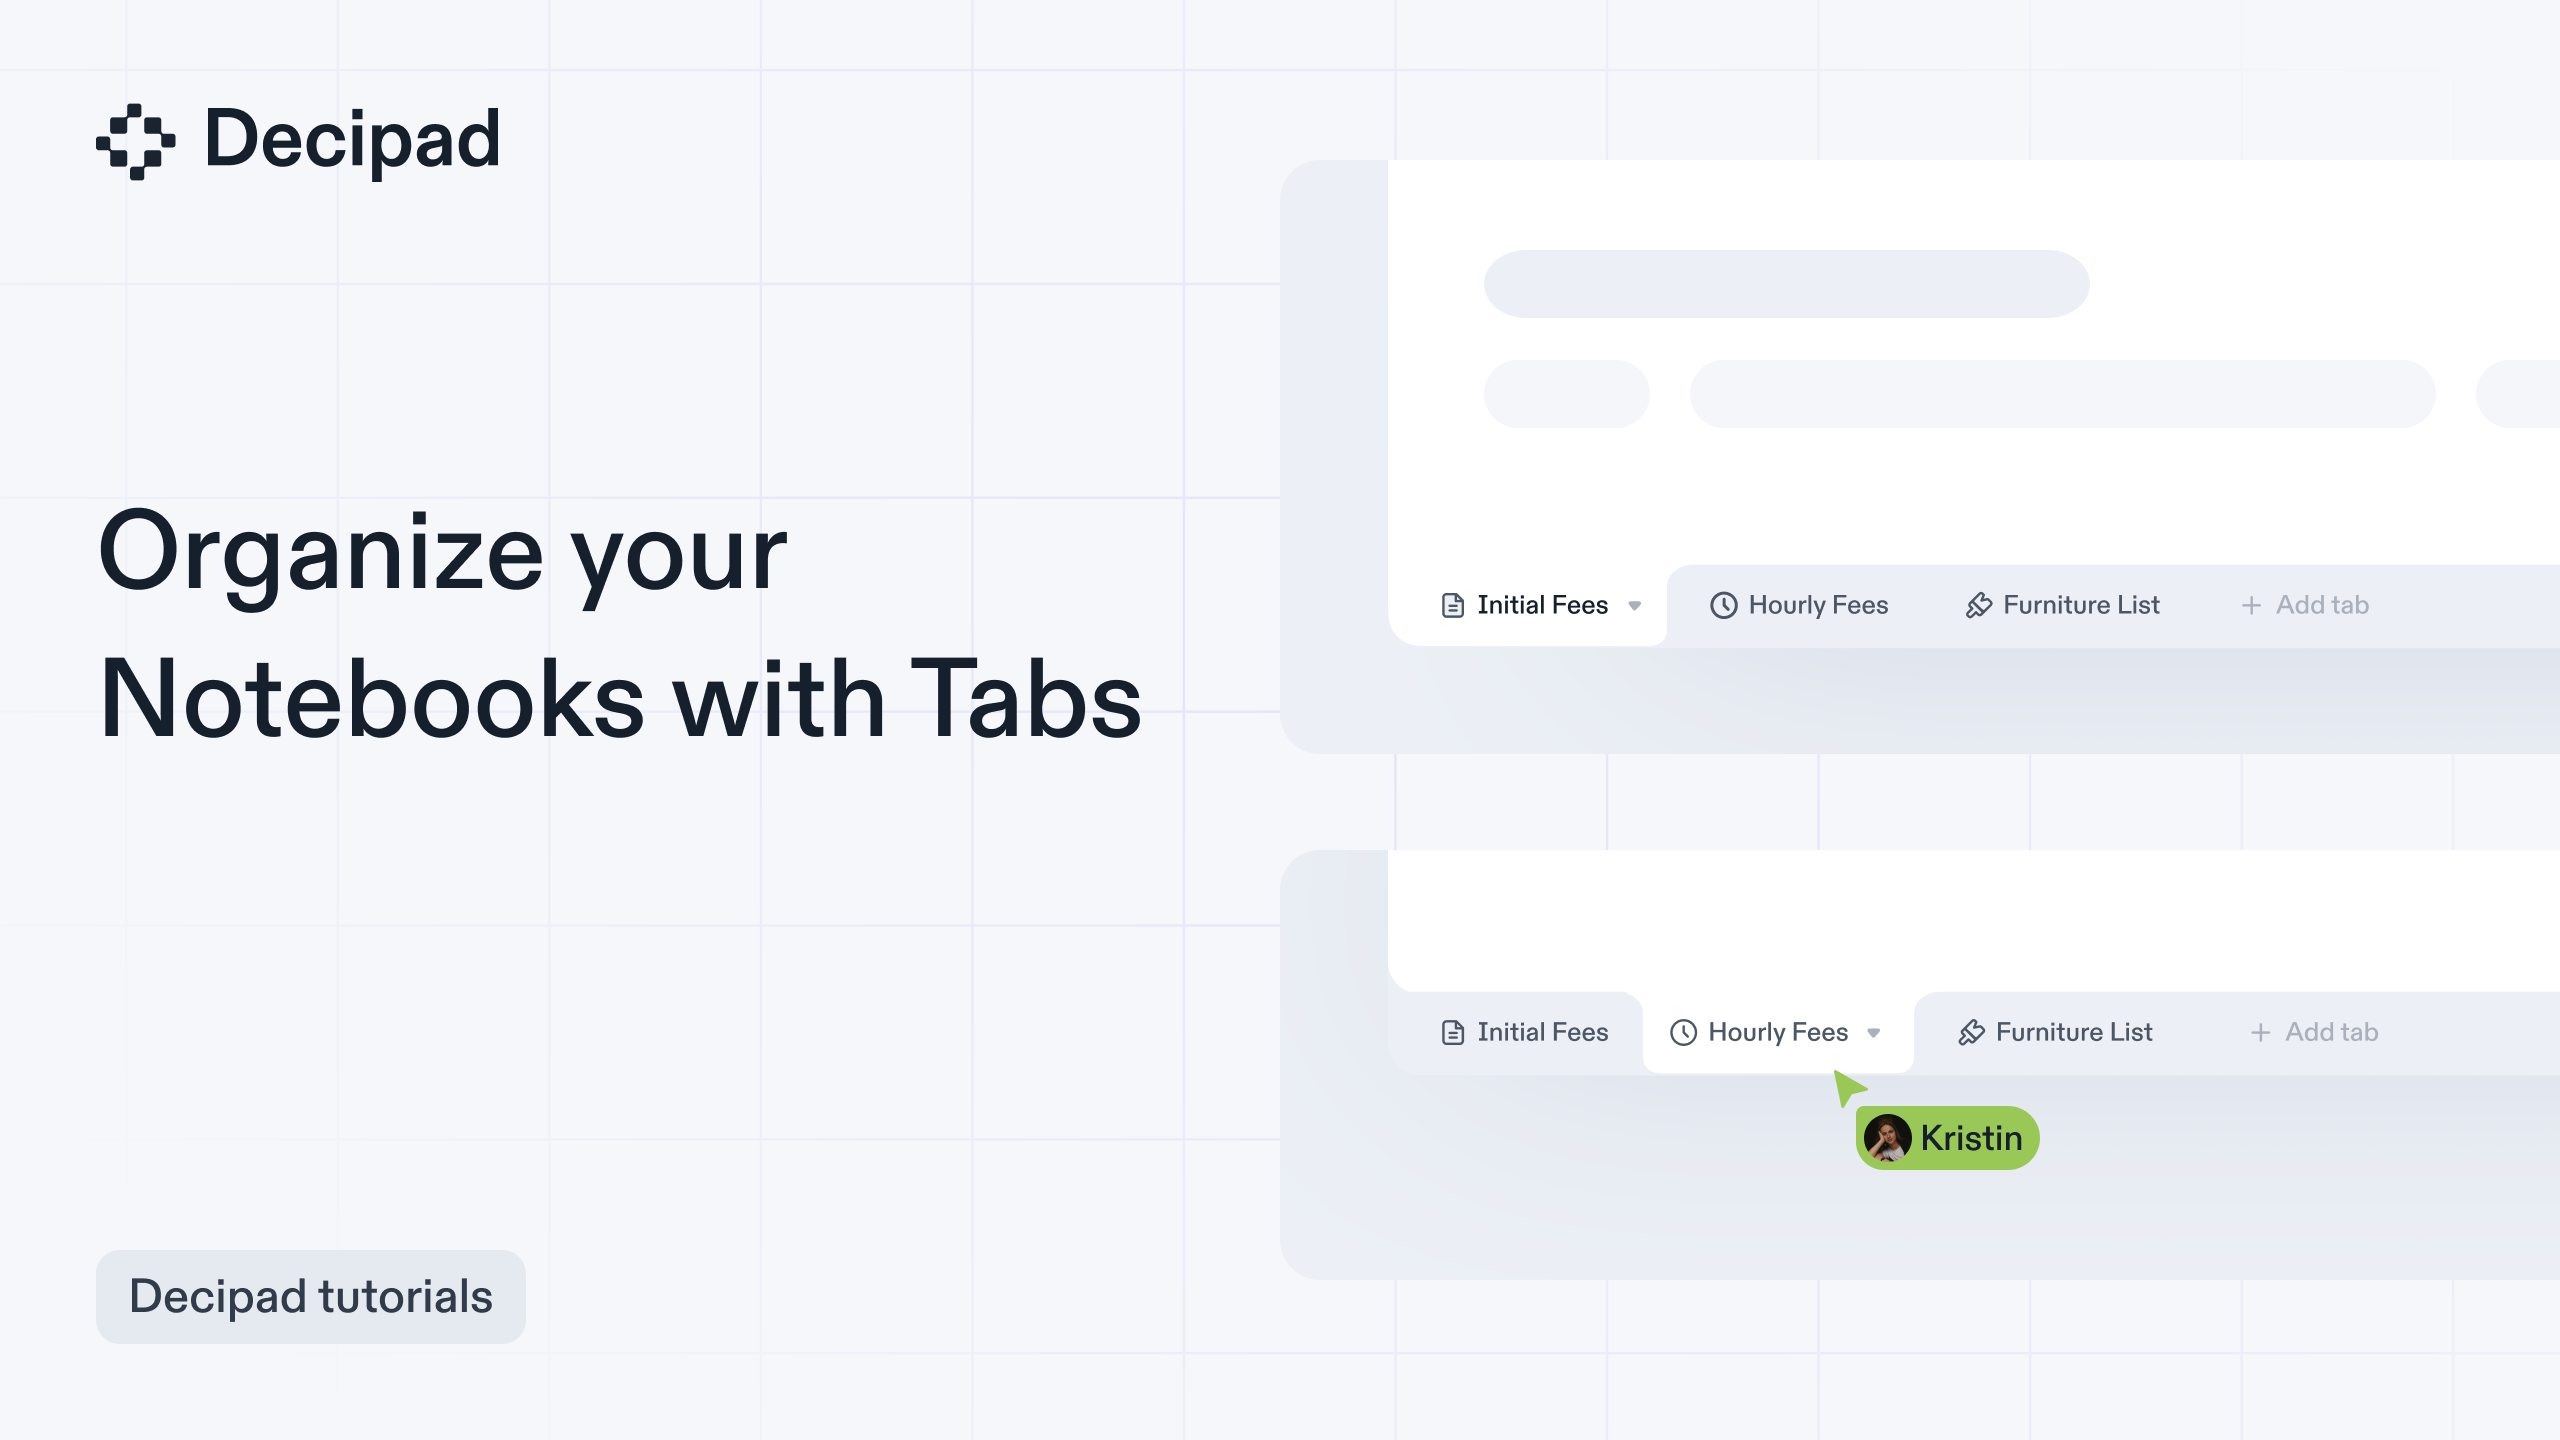 Decipad
Organize your
Notebooks with Tabs
Decipad tutorials
Initial Fees Hourly Fees Furniture List + Add tab
Initial Fees Hourly Fees Furniture List + Add tab
Kristin